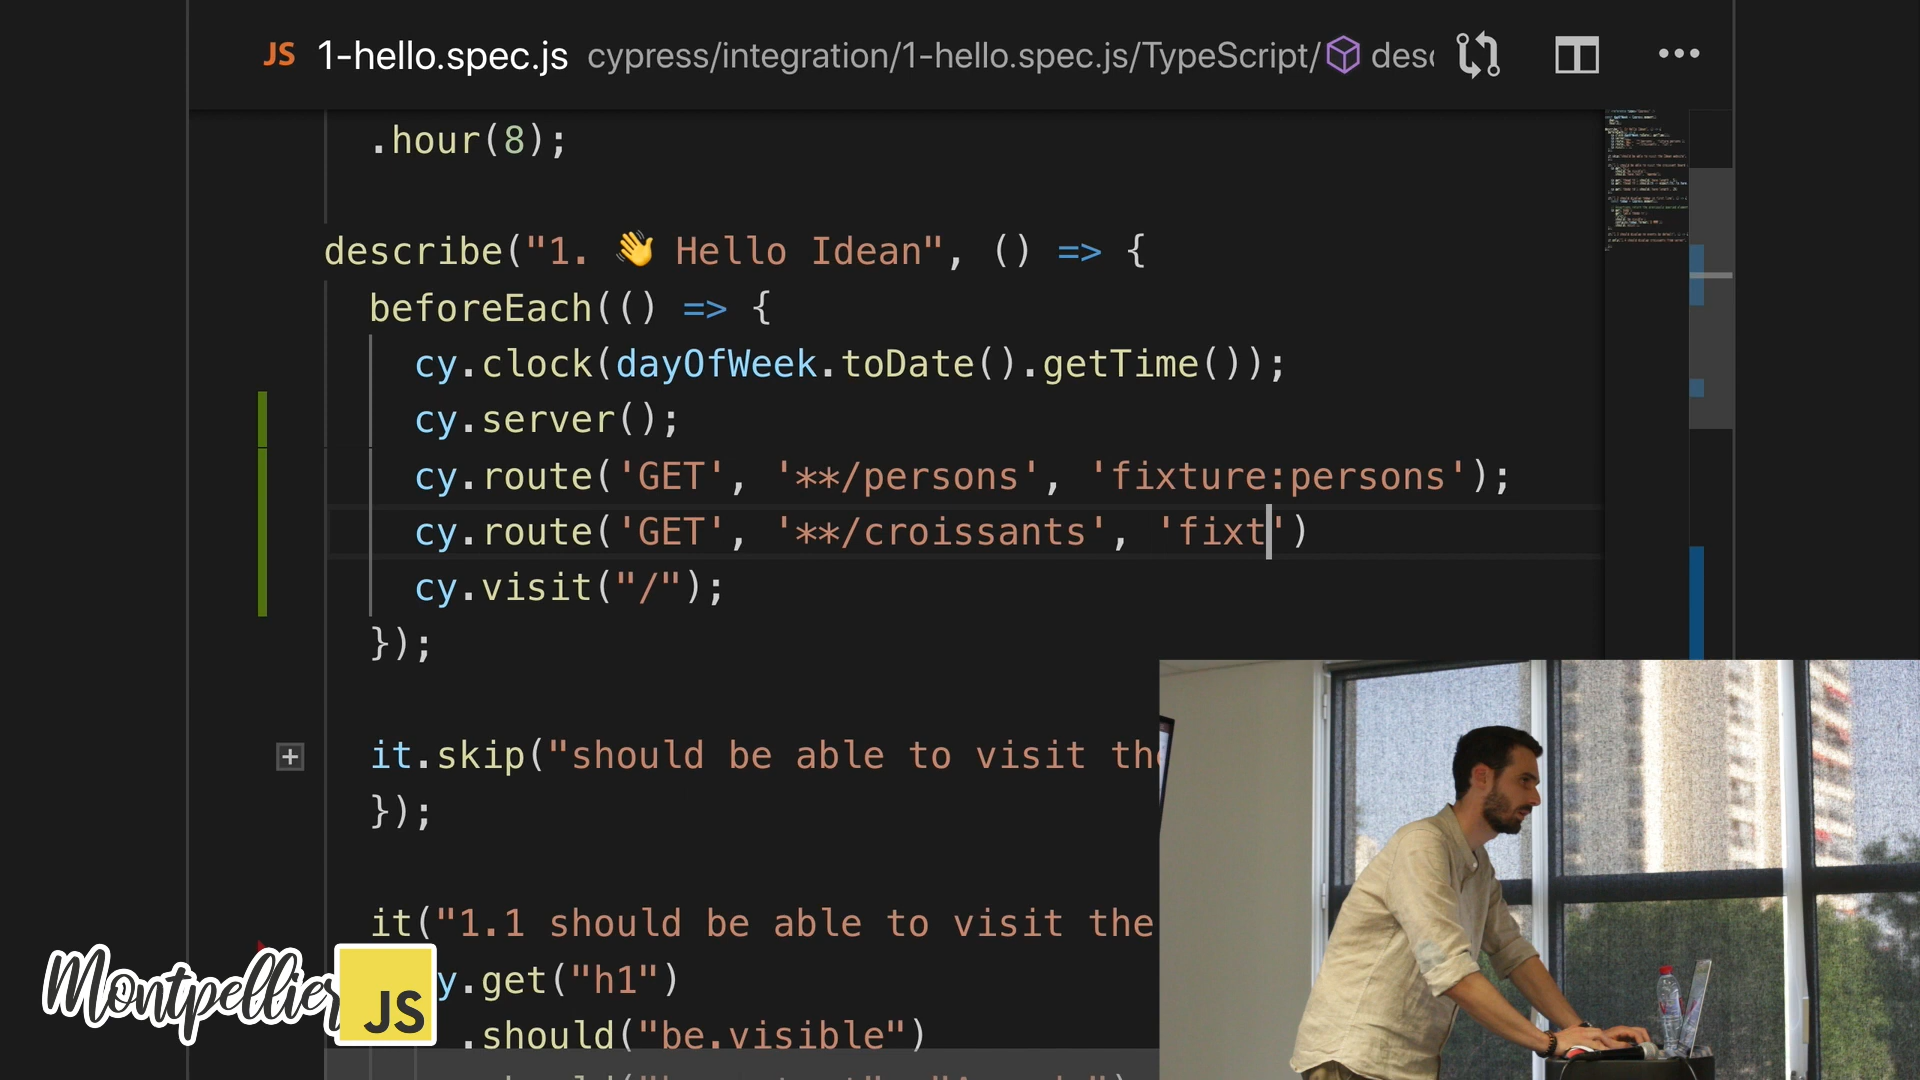 JS 1-hello.spec.js cypress/integration/1-hello.spec.js/TypeScript/ desc
.hour(8);
describe("1. 👋 Hello Idean", () => {
beforeEach(() => {
cy.clock(dayOfWeek.toDate().getTime());
cy.server();
cy.route('GET', '**/persons', 'fixture:persons');
cy.route('GET', '**/croissants', 'fixt')
cy.visit("/");
});
it.skip("should be able to visit the
});
it("1.1 should be able to visit the
y.get("h1")
.should("be.visible")
Montpellier JS